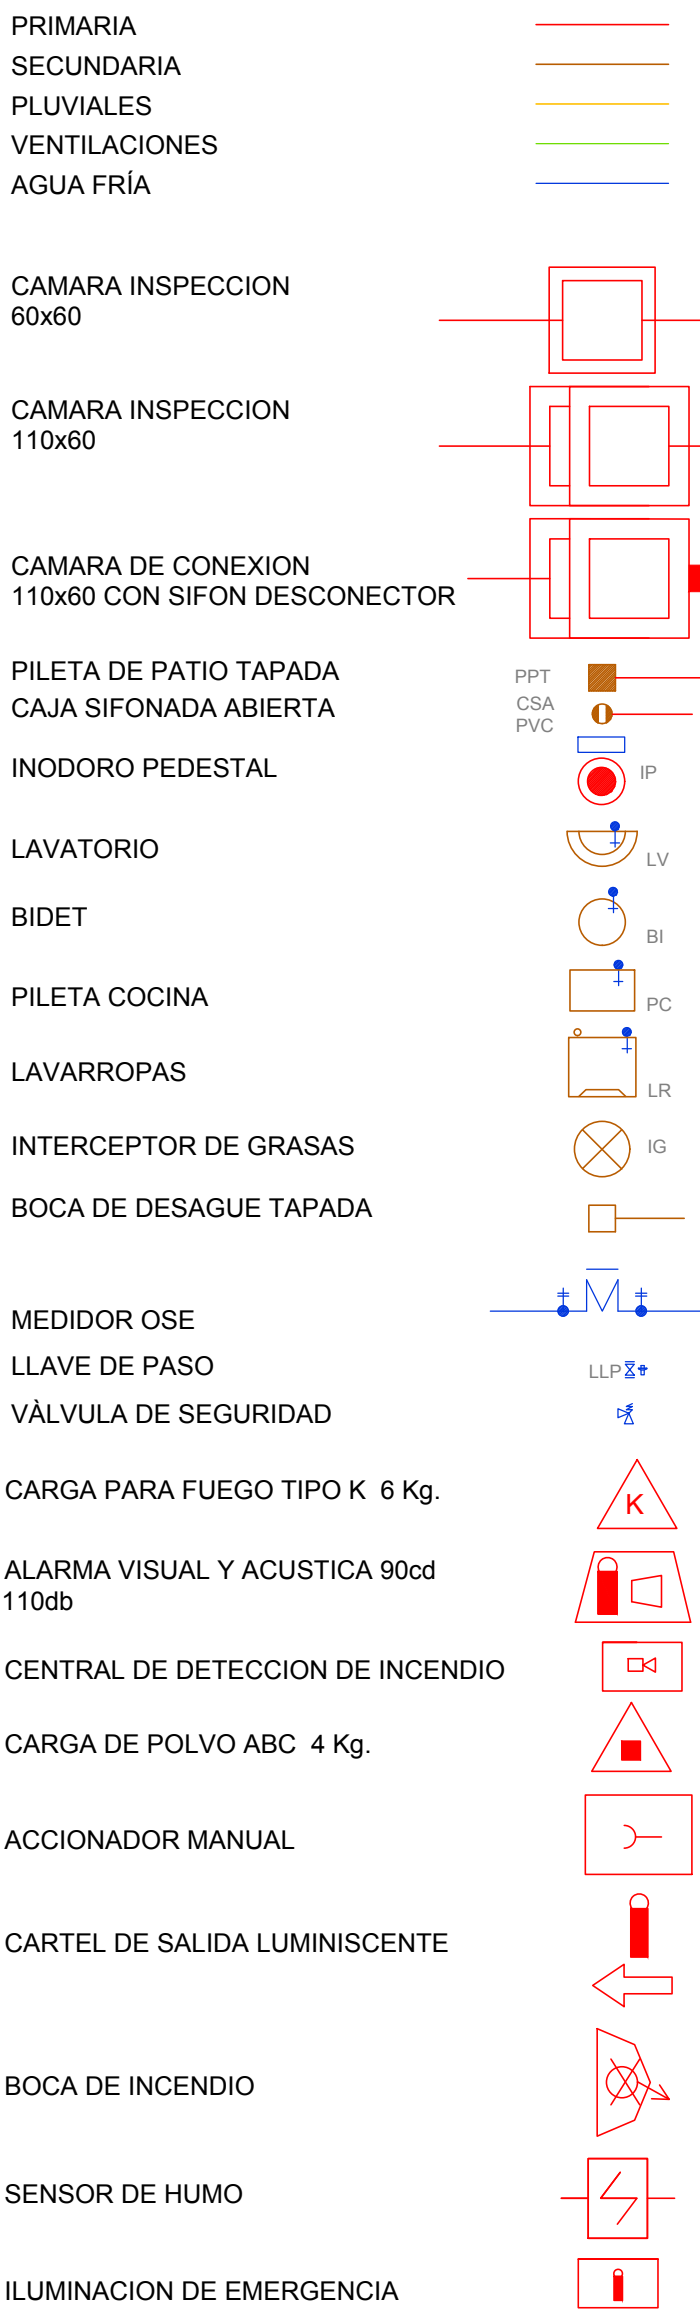 PRIMARIA
SECUNDARIA
PLUVIALES
VENTILACIONES
AGUA FRÍA
CAMARA INSPECCION
60x60
CAMARA INSPECCION
110x60
CAMARA DE CONEXION
110x60 CON SIFON DESCONECTOR
PILETA DE PATIO TAPADA PPT
CAJA SIFONADA ABIERTA CSA
PVC
INODORO PEDESTAL IP
LAVATORIO LV
BIDET BI
PILETA COCINA PC
LAVARROPAS LR
INTERCEPTOR DE GRASAS IG
BOCA DE DESAGUE TAPADA
MEDIDOR OSE
LLAVE DE PASO LLP
VÀLVULA DE SEGURIDAD
CARGA PARA FUEGO TIPO K 6 Kg. K
ALARMA VISUAL Y ACUSTICA 90cd
110db
CENTRAL DE DETECCION DE INCENDIO
CARGA DE POLVO ABC 4 Kg.
ACCIONADOR MANUAL
CARTEL DE SALIDA LUMINISCENTE
BOCA DE INCENDIO
SENSOR DE HUMO
ILUMINACION DE EMERGENCIA